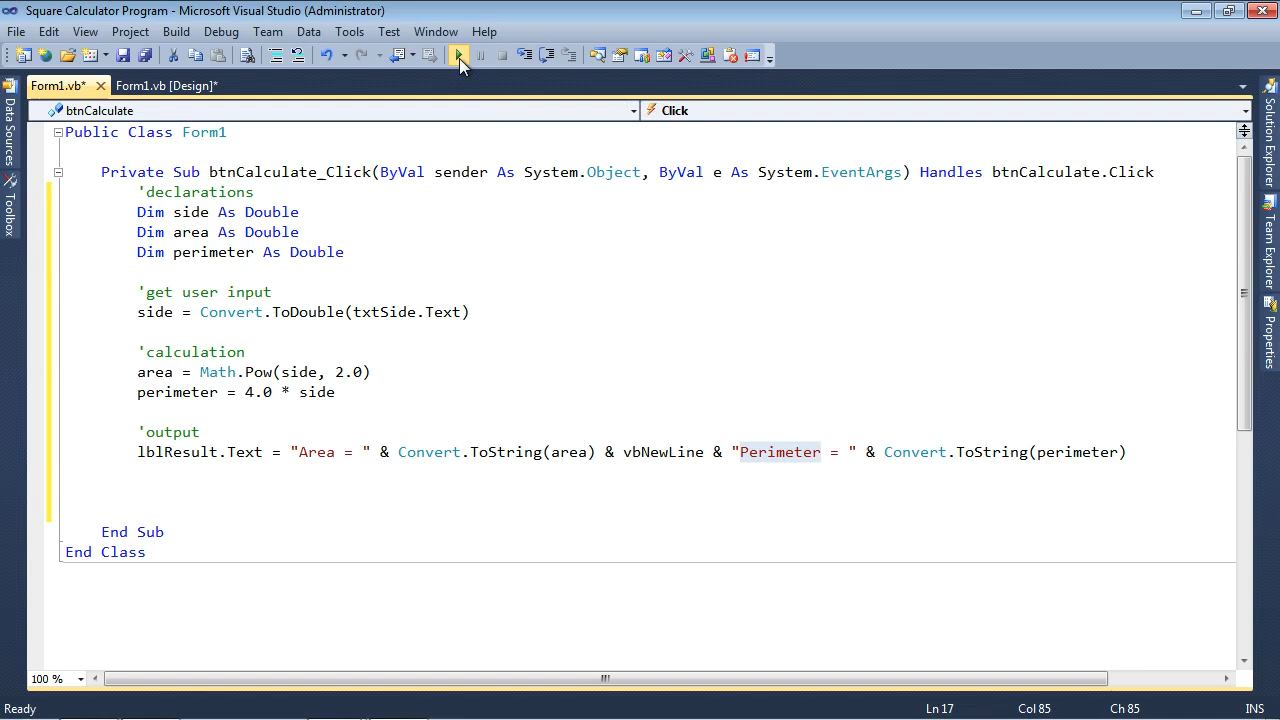 Square Calculator Program - Microsoft Visual Studio (Administrator)
File Edit View Project Build Debug Team Data Tools Test Window Help
Form1.vb* Form1.vb [Design]*
btnCalculate Click
Public Class Form1
Private Sub btnCalculate_Click(ByVal sender As System.Object, ByVal e As System.EventArgs) Handles btnCalculate.Click
'declarations
Dim side As Double
Dim area As Double
Dim perimeter As Double
'get user input
side = Convert.ToDouble(txtSide.Text)
'calculation
area = Math.Pow(side, 2.0)
perimeter = 4.0 * side
'output
lblResult.Text = "Area = " & Convert.ToString(area) & vbNewLine & "Perimeter = " & Convert.ToString(perimeter)
End Sub
End Class
Data Sources
Toolbox
Solution Explorer
Team Explorer
Properties
100 %
Ready Ln 17 Col 85 Ch 85 INS